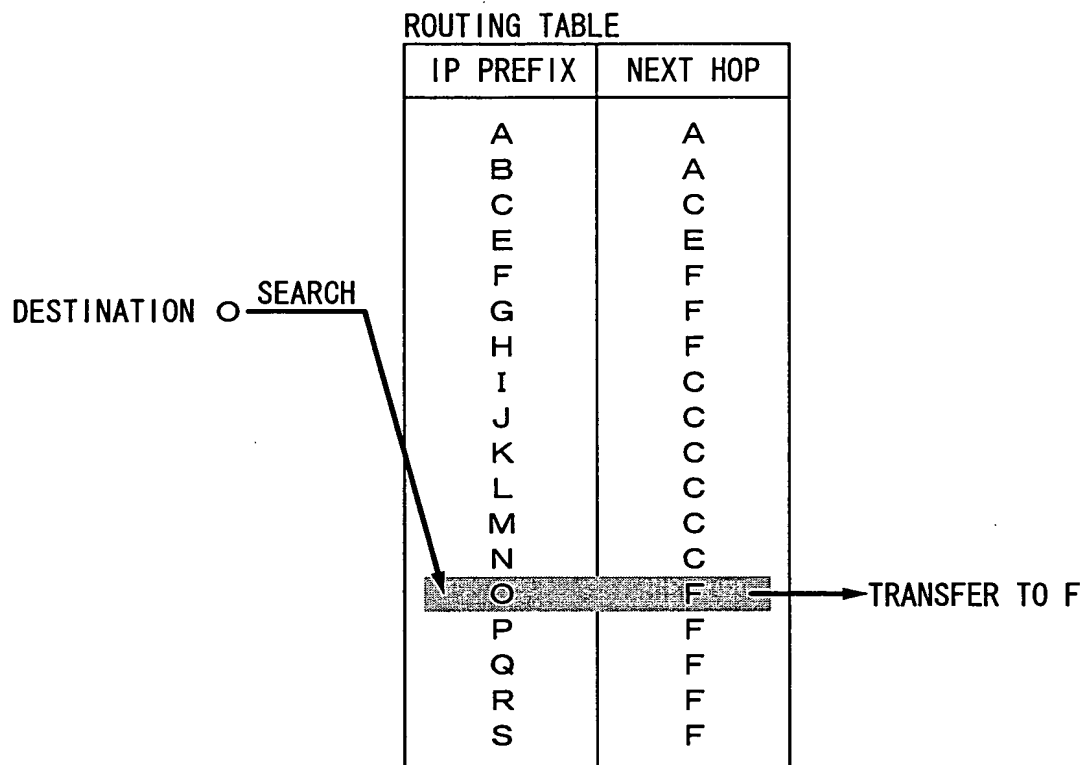 ROUTING TABLE
IP PREFIX NEXT HOP
A A
B A
C C
E E
F F
DESTINATION O SEARCH
G F
H F
I C
J C
K C
L C
M C
N C
O F TRANSFER TO F
P F
Q F
R F
S F